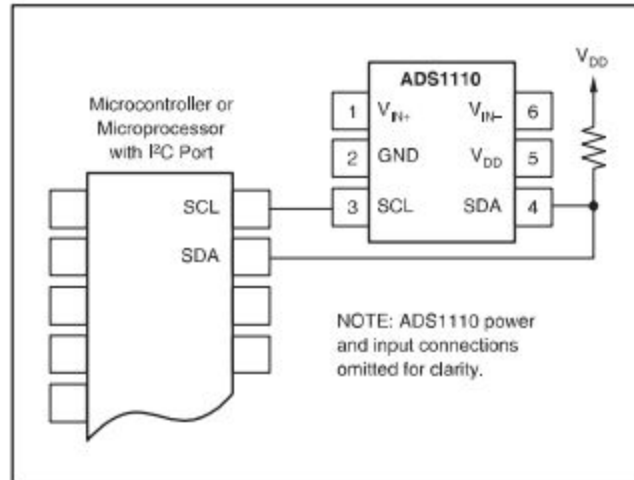 Microcontroller or
Microprocessor
with I²C Port
SCL
SDA
ADS1110
1 V_IN+ V_IN– 6
2 GND V_DD 5
3 SCL SDA 4
V_DD
NOTE: ADS1110 power
and input connections
omitted for clarity.